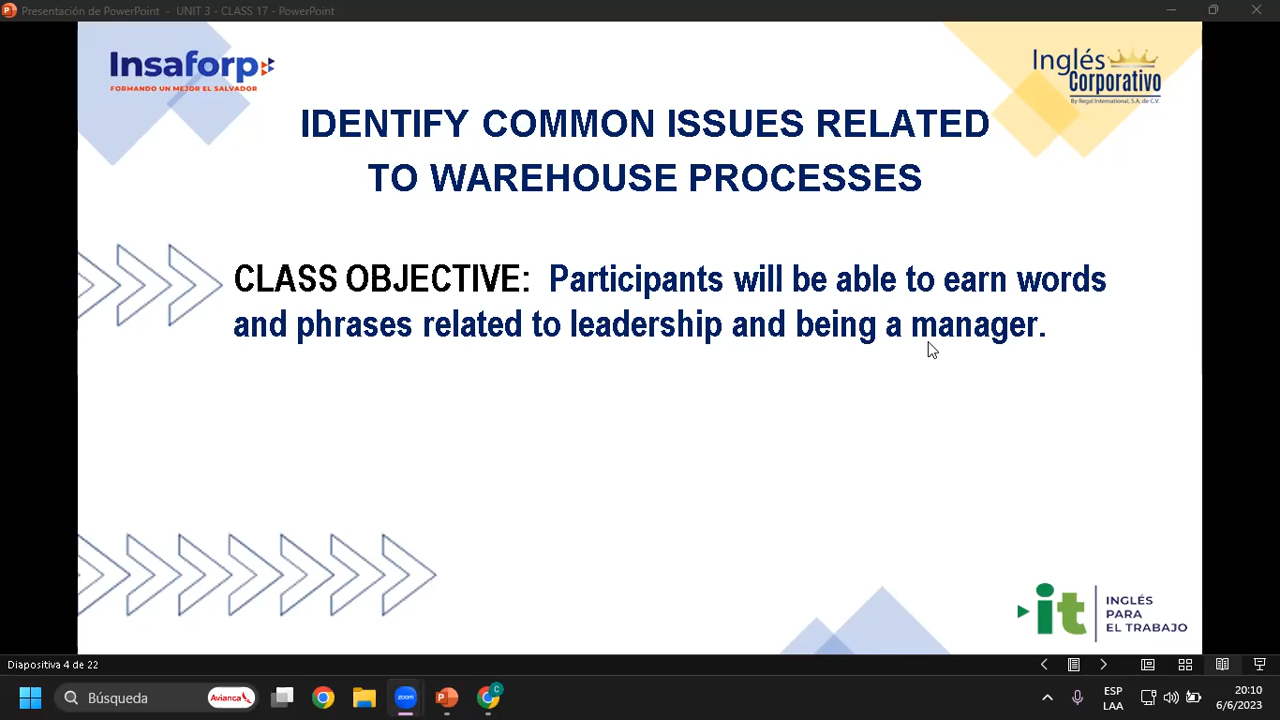 Presentación de PowerPoint - UNIT 3 - CLASS 17 - PowerPoint
Insaforp
FORMANDO UN MEJOR EL SALVADOR
Inglés
Corporativo
By Regal International, S.A. de C.V.
IDENTIFY COMMON ISSUES RELATED
TO WAREHOUSE PROCESSES
CLASS OBJECTIVE: Participants will be able to earn words
and phrases related to leadership and being a manager.
it
INGLÉS
PARA
EL TRABAJO
Diapositiva 4 de 22
Búsqueda
Avianca
zoom
C
ESP
LAA
20:10
6/6/2023